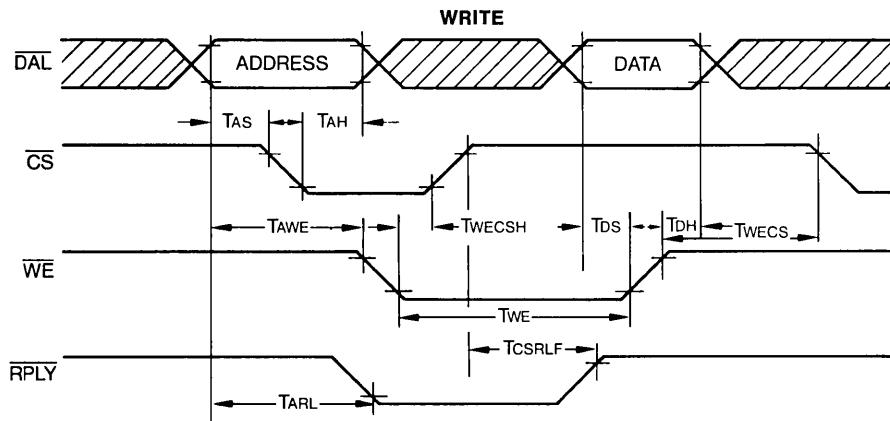 WRITE
DAL ADDRESS DATA
TAS TAH
CS
TAWE TWECSH TDS TDH TWECS
WE
TWE
TCSRLF
RPLY
TARL